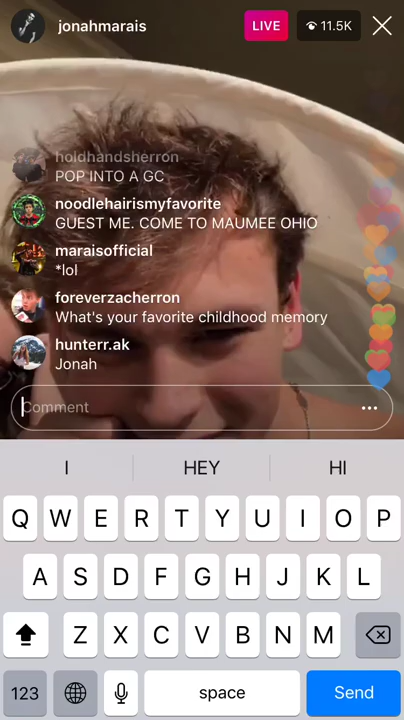 jonahmarais
LIVE
11.5K
holdhandsherron
POP INTO A GC
noodlehairismyfavorite
GUEST ME. COME TO MAUMEE OHIO
maraisofficial
*lol
foreverzacherron
What's your favorite childhood memory
hunterr.ak
Jonah
Comment
I HEY HI
Q W E R T Y U I O P
A S D F G H J K L
Z X C V B N M
123 space Send